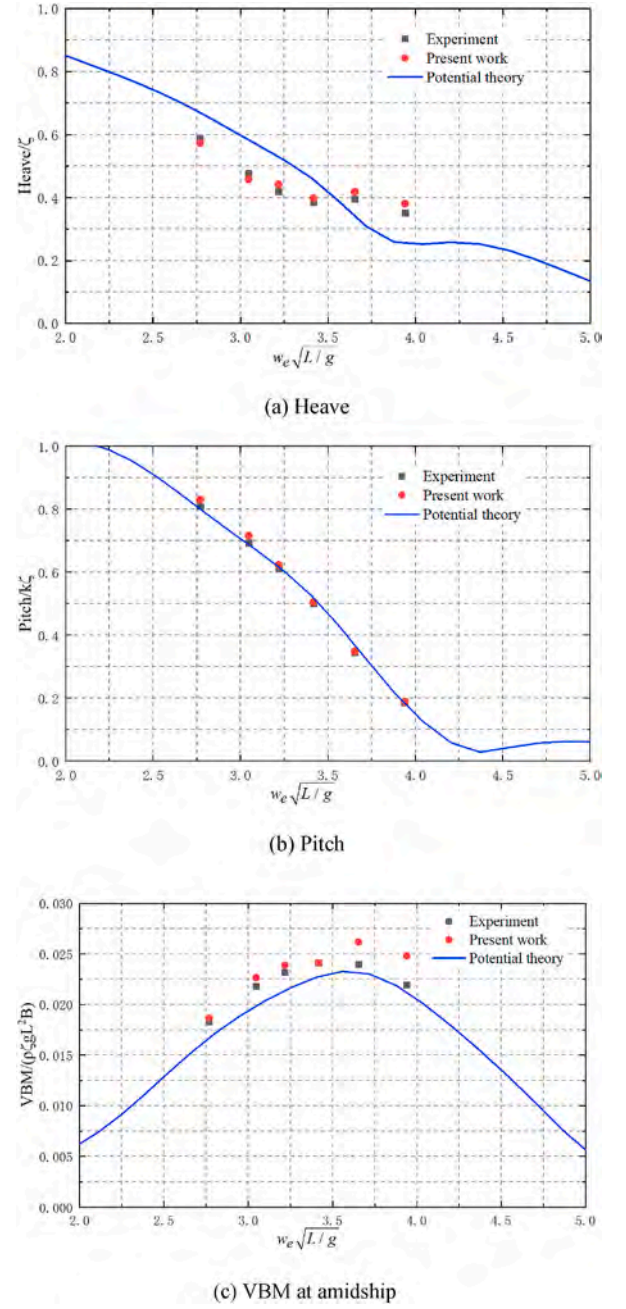 1.0
0.8
0.6
0.4
0.2
0.0
Heave/ζ
Experiment
Present work
Potential theory
2.0 2.5 3.0 3.5 4.0 4.5 5.0
w_e√L/g
(a) Heave
1.0
0.8
0.6
0.4
0.2
0.0
Pitch/kζ
Experiment
Present work
Potential theory
2.0 2.5 3.0 3.5 4.0 4.5 5.0
w_e√L/g
(b) Pitch
0.030
0.025
0.020
0.015
0.010
0.005
0.000
VBM/(ρζgL²B)
Experiment
Present work
Potential theory
2.0 2.5 3.0 3.5 4.0 4.5 5.0
w_e√L/g
(c) VBM at amidship